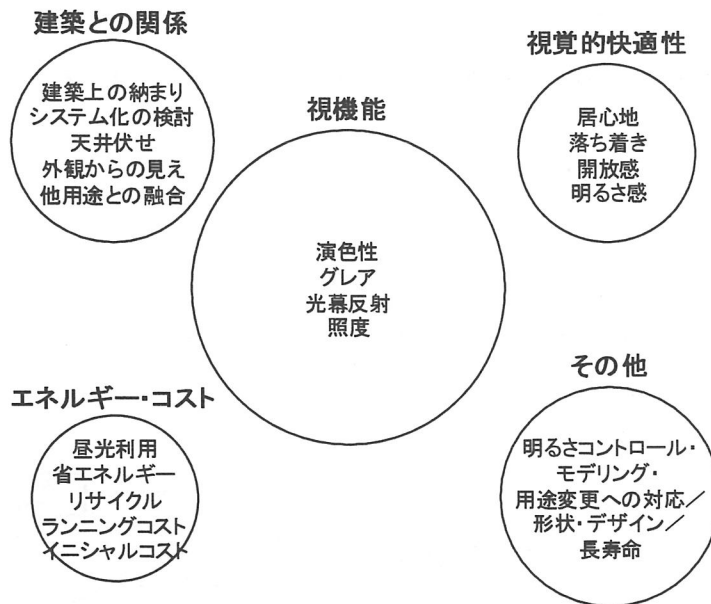 建築との関係
建築上の納まり
システム化の検討
天井伏せ
外観からの見え
他用途との融合
視機能
演色性
グレア
光幕反射
照度
視覚的快適性
居心地
落ち着き
開放感
明るさ感
エネルギー・コスト
昼光利用
省エネルギー
リサイクル
ランニングコスト
イニシャルコスト
その他
明るさコントロール・
モデリング・
用途変更への対応／
形状・デザイン／
長寿命